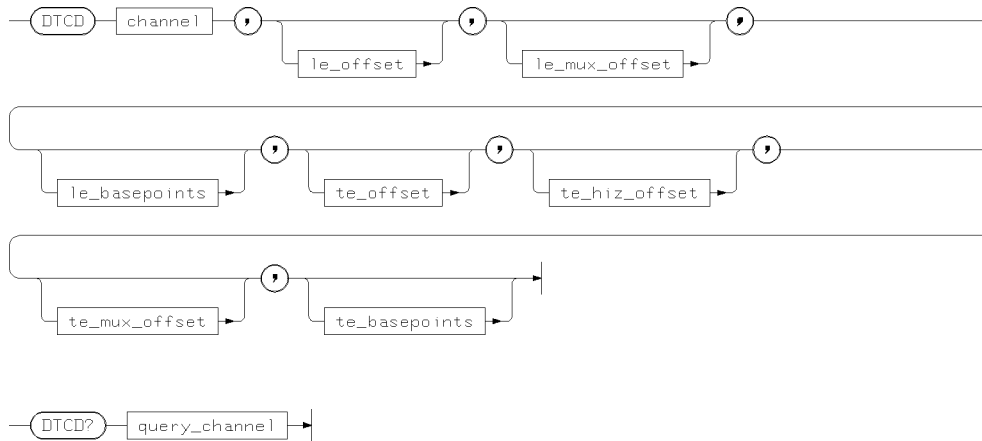 DTCD channel , le_offset , le_mux_offset ,
le_basepoints , te_offset , te_hiz_offset ,
te_mux_offset , te_basepoints
DTCD? query_channel